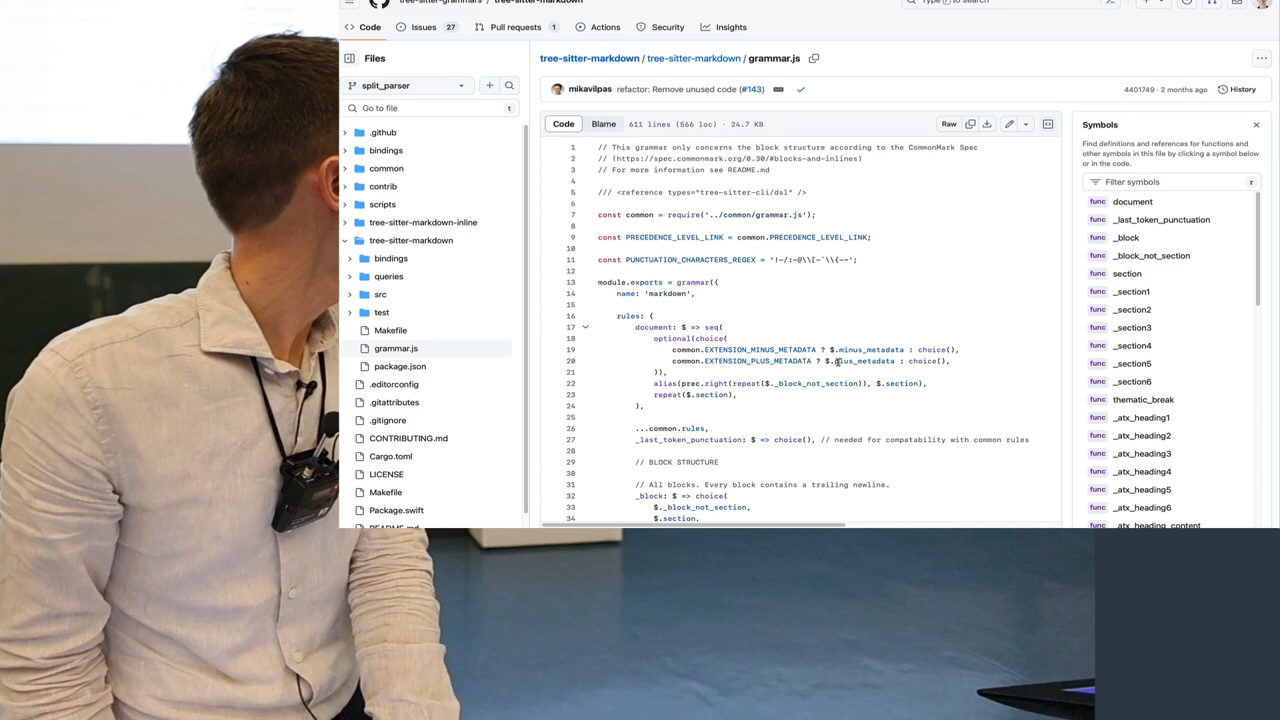 tree-sitter-grammars / tree-sitter-markdown
Type / to search
Code
Issues 27
Pull requests 1
Actions
Security
Insights
Files
split_parser
Go to file
t
.github
bindings
common
contrib
scripts
tree-sitter-markdown-inline
tree-sitter-markdown
bindings
queries
src
test
Makefile
grammar.js
package.json
.editorconfig
.gitattributes
.gitignore
CONTRIBUTING.md
Cargo.toml
LICENSE
Makefile
Package.swift
README.md
tree-sitter-markdown / tree-sitter-markdown / grammar.js
mikavilpas refactor: Remove unused code (#143)
4401749 · 2 months ago History
Code Blame 611 lines (566 loc) · 24.7 KB
Raw
1 // This grammar only concerns the block structure according to the CommonMark Spec
2 // (https://spec.commonmark.org/0.30/#blocks-and-inlines)
3 // For more information see README.md
4
5 /// <reference types="tree-sitter-cli/dsl" />
6
7 const common = require('../common/grammar.js');
8
9 const PRECEDENCE_LEVEL_LINK = common.PRECEDENCE_LEVEL_LINK;
10
11 const PUNCTUATION_CHARACTERS_REGEX = '!-/:-@\\[-`\\{-~';
12
13 module.exports = grammar({
14 name: 'markdown',
15
16 rules: {
17 document: $ => seq(
18 optional(choice(
19 common.EXTENSION_MINUS_METADATA ? $.minus_metadata : choice(),
20 common.EXTENSION_PLUS_METADATA ? $.plus_metadata : choice(),
21 )),
22 alias(prec.right(repeat($._block_not_section)), $.section),
23 repeat($.section),
24 ),
25
26 ...common.rules,
27 _last_token_punctuation: $ => choice(), // needed for compatability with common rules
28
29 // BLOCK STRUCTURE
30
31 // All blocks. Every block contains a trailing newline.
32 _block: $ => choice(
33 $._block_not_section,
34 $.section,
Symbols
Find definitions and references for functions and
other symbols in this file by clicking a symbol below
or in the code.
Filter symbols
r
func document
func _last_token_punctuation
func _block
func _block_not_section
func section
func _section1
func _section2
func _section3
func _section4
func _section5
func _section6
func thematic_break
func _atx_heading1
func _atx_heading2
func _atx_heading3
func _atx_heading4
func _atx_heading5
func _atx_heading6
func _atx_heading_content